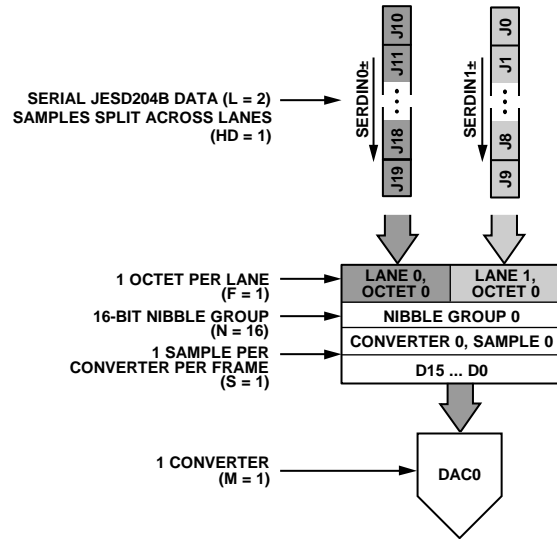 J10
J11
J18
J19
SERDIN0±
J0
J1
J8
J9
SERDIN1±
SERIAL JESD204B DATA (L = 2)
SAMPLES SPLIT ACROSS LANES
(HD = 1)
1 OCTET PER LANE
(F = 1)
LANE 0,
OCTET 0
LANE 1,
OCTET 0
16-BIT NIBBLE GROUP
(N = 16)
NIBBLE GROUP 0
1 SAMPLE PER
CONVERTER PER FRAME
(S = 1)
CONVERTER 0, SAMPLE 0
D15 ... D0
1 CONVERTER
(M = 1)
DAC0